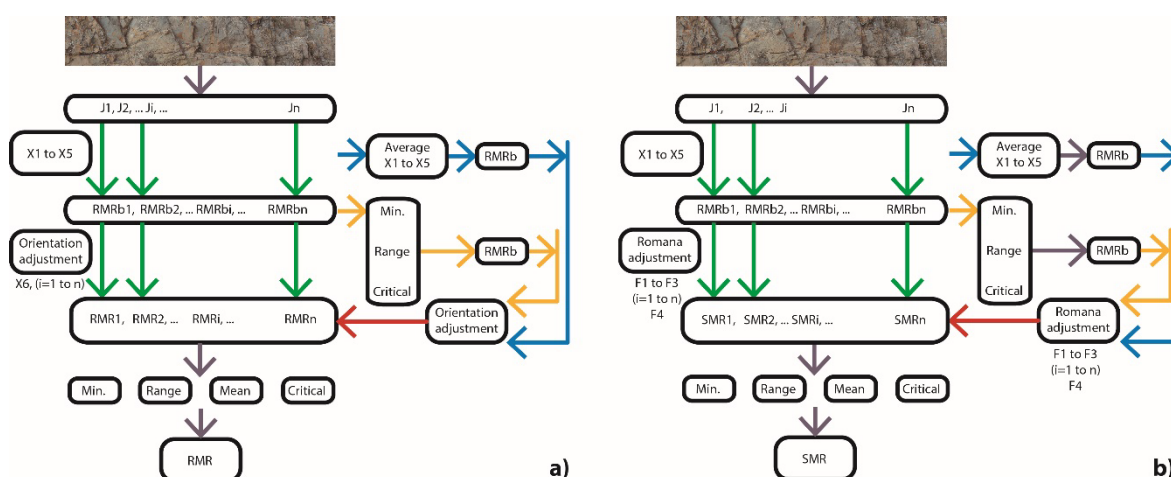 J1, J2, ... Ji, ... Jn
X1 to X5
Average
X1 to X5
RMRb
RMRb1, RMRb2, ... RMRbi, ... RMRbn
Min.
Range
Critical
RMRb
Orientation
adjustment
X6, (i=1 to n)
RMR1, RMR2, ... RMRi, ... RMRn
Orientation
adjustment
Min.
Range
Mean
Critical
RMR
a)
J1, J2, ... Ji Jn
X1 to X5
Average
X1 to X5
RMRb
RMRb1, RMRb2, ... RMRbi, ... RMRbn
Min.
Range
Critical
RMRb
Romana
adjustment
F1 to F3
(i=1 to n)
F4
SMR1, SMR2, ... SMRi, ... SMRn
Romana
adjustment
F1 to F3
(i=1 to n)
F4
Min.
Range
Mean
Critical
SMR
b)